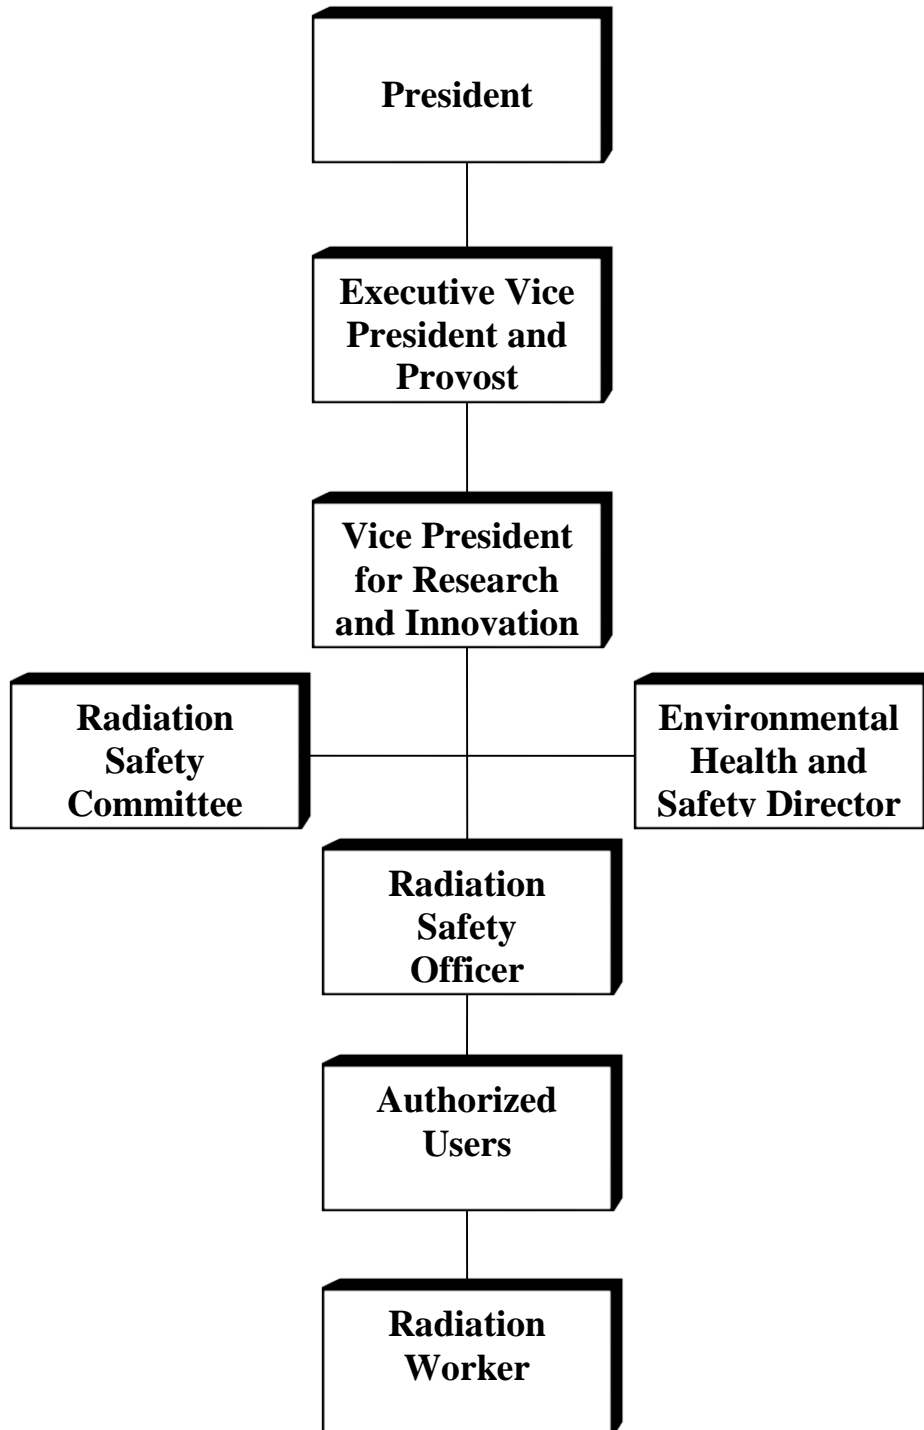 President
Executive Vice
President and
Provost
Vice President
for Research
and Innovation
Radiation
Safety
Committee
Environmental
Health and
Safety Director
Radiation
Safety
Officer
Authorized
Users
Radiation
Worker